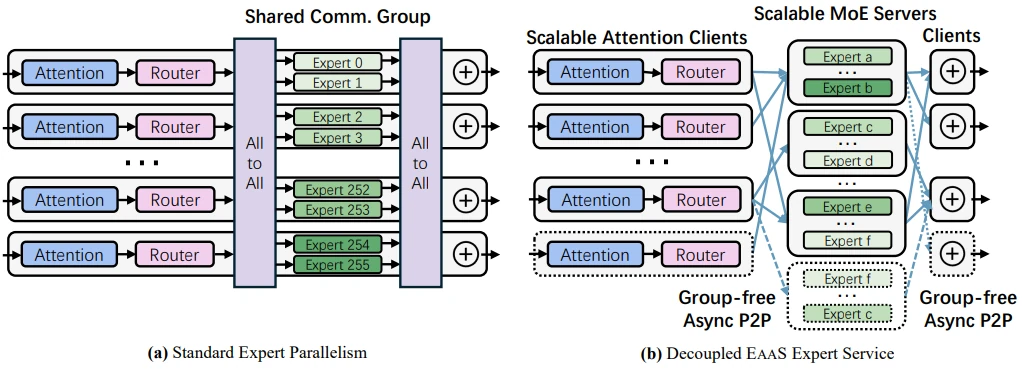 Shared Comm. Group
Attention
Router
Expert 0
Expert 1
+
Attention
Router
Expert 2
Expert 3
+
...
All
to
All
All
to
All
Attention
Router
Expert 252
Expert 253
+
Attention
Router
Expert 254
Expert 255
+
(a) Standard Expert Parallelism
Scalable Attention Clients
Scalable MoE Servers
Clients
Attention
Router
Attention
Router
...
Attention
Router
Attention
Router
Expert a
...
Expert b
Expert c
...
Expert d
...
Expert e
...
Expert f
Expert f
...
Expert c
+
+
+
+
Group-free
Async P2P
Group-free
Async P2P
(b) Decoupled EAAS Expert Service